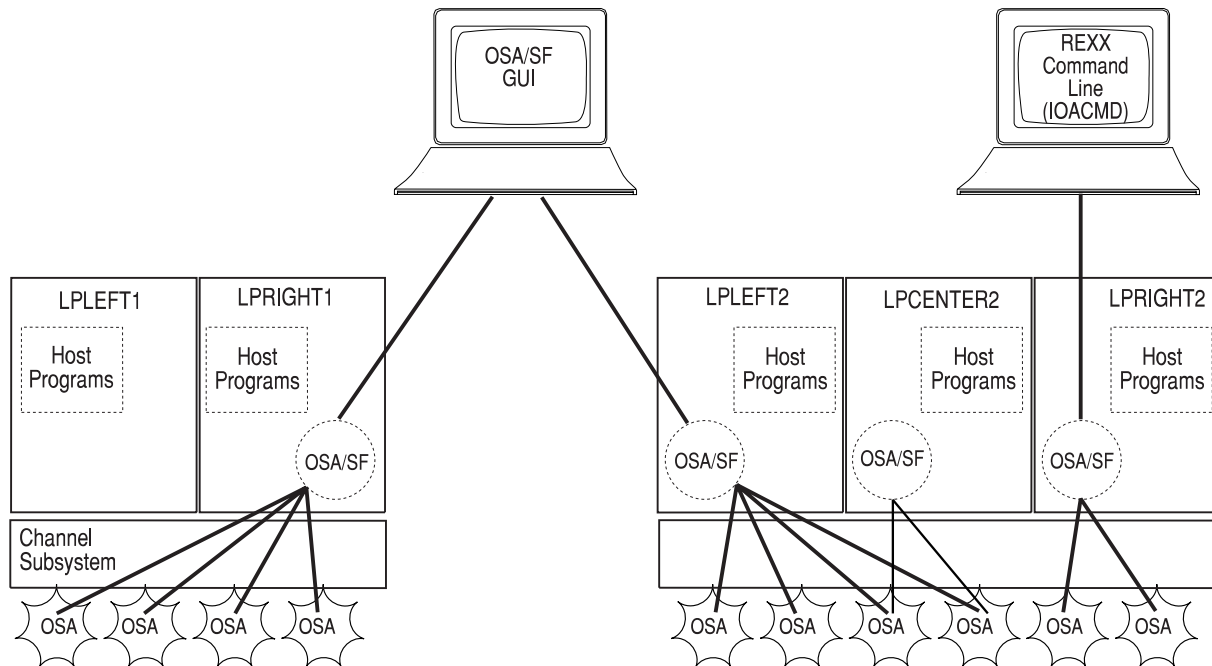 OSA/SF
GUI
REXX
Command
Line
(IOACMD)
LPLEFT1
Host
Programs
LPRIGHT1
Host
Programs
OSA/SF
LPLEFT2
Host
Programs
OSA/SF
LPCENTER2
Host
Programs
OSA/SF
LPRIGHT2
Host
Programs
OSA/SF
Channel
Subsystem
OSA
OSA
OSA
OSA
OSA
OSA
OSA
OSA
OSA
OSA